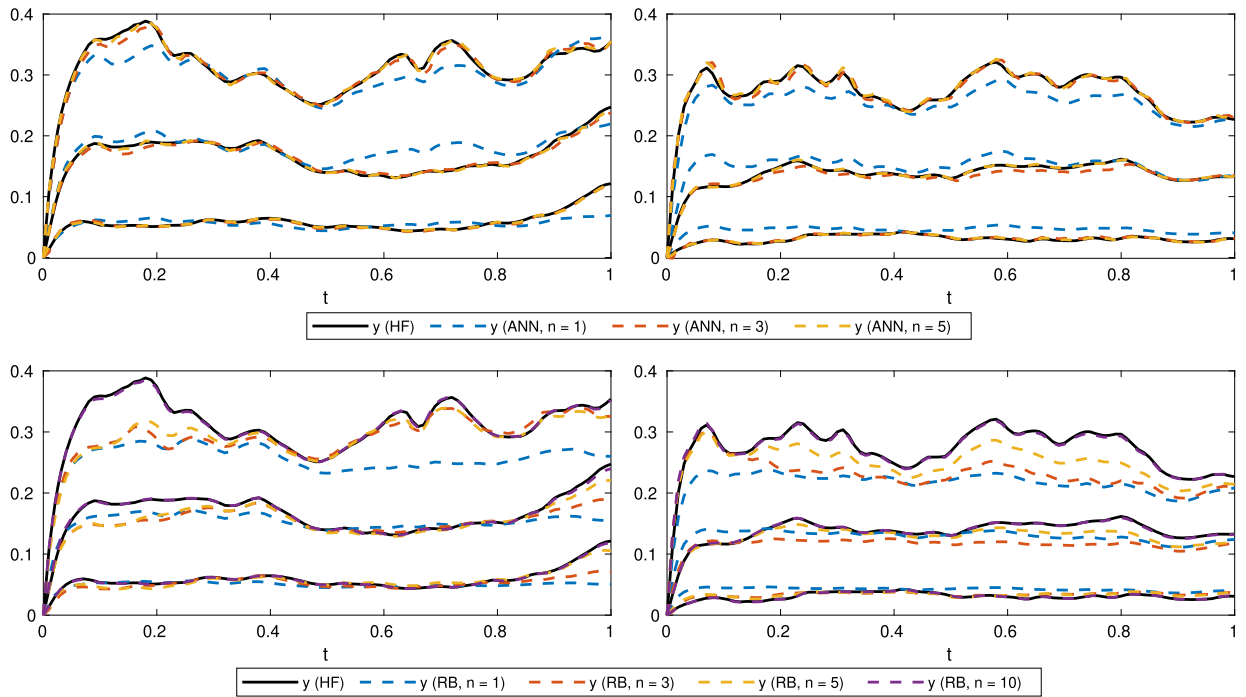 0.4 0.3 0.2 0.1 0
0 0.2 0.4 0.6 0.8 1
t
0.4 0.3 0.2 0.1 0
0 0.2 0.4 0.6 0.8 1
t
y (HF) y (ANN, n = 1) y (ANN, n = 3) y (ANN, n = 5)
0.4 0.3 0.2 0.1 0
0 0.2 0.4 0.6 0.8 1
t
0.4 0.3 0.2 0.1 0
0 0.2 0.4 0.6 0.8 1
t
y (HF) y (RB, n = 1) y (RB, n = 3) y (RB, n = 5) y (RB, n = 10)